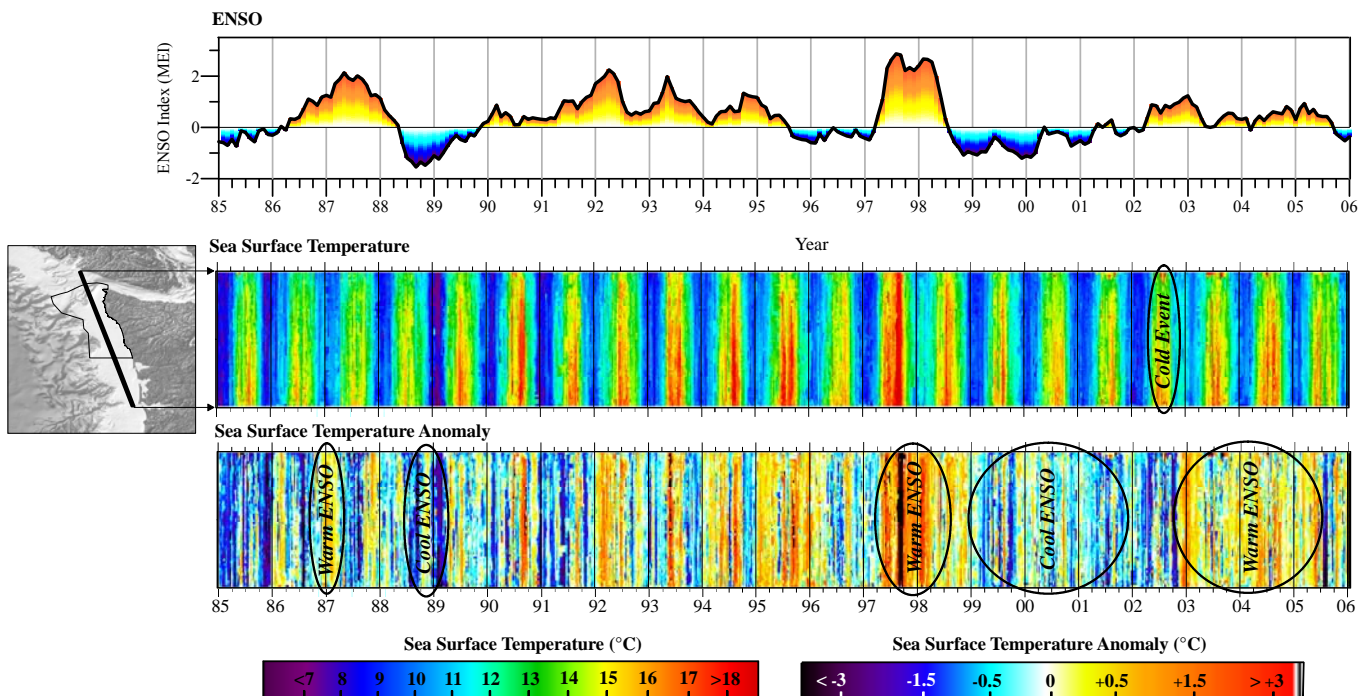 ENSO
ENSO Index (MEI)
2
0
-2
85 86 87 88 89 90 91 92 93 94 95 96 97 98 99 00 01 02 03 04 05 06
Year
Sea Surface Temperature
Cold Event
Sea Surface Temperature Anomaly
Warm ENSO
Cool ENSO
Warm ENSO
Cool ENSO
Warm ENSO
85 86 87 88 89 90 91 92 93 94 95 96 97 98 99 00 01 02 03 04 05 06
Sea Surface Temperature (°C)
<7 8 9 10 11 12 13 14 15 16 17 >18
Sea Surface Temperature Anomaly (°C)
< -3 -1.5 -0.5 0 +0.5 +1.5 > +3